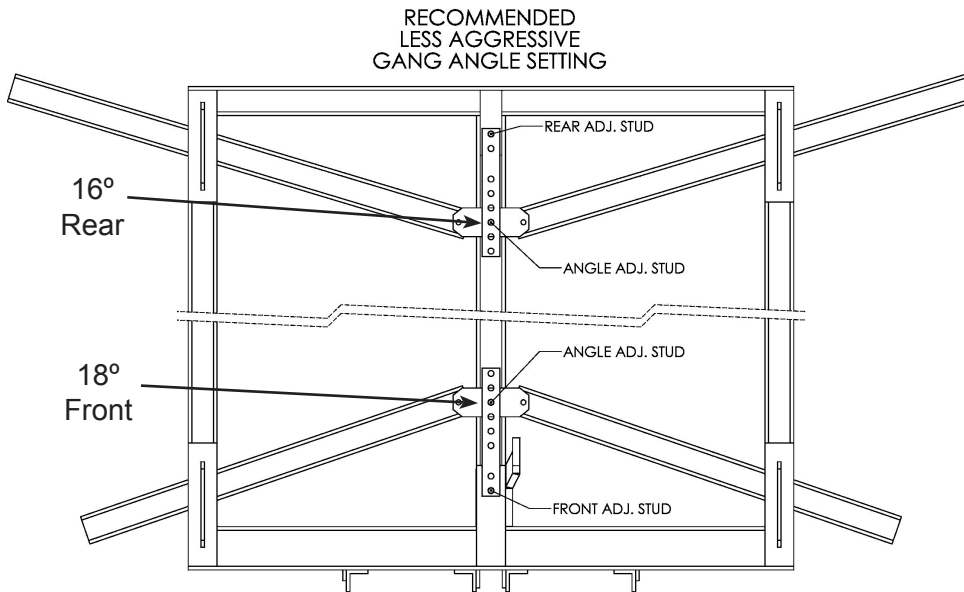 RECOMMENDED
LESS AGGRESSIVE
GANG ANGLE SETTING
REAR ADJ. STUD
16º
Rear
ANGLE ADJ. STUD
ANGLE ADJ. STUD
18º
Front
FRONT ADJ. STUD